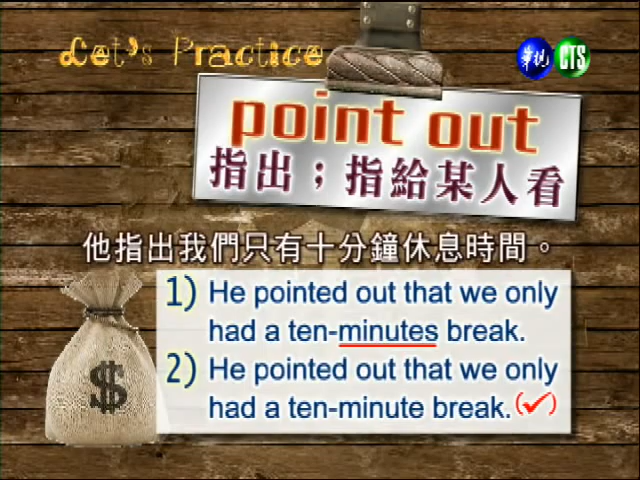 Let's Practice
華視 CTS
point out
指出；指給某人看
他指出我們只有十分鐘休息時間。
1) He pointed out that we only
had a ten-minutes break.
2) He pointed out that we only
had a ten-minute break.(✓)
$